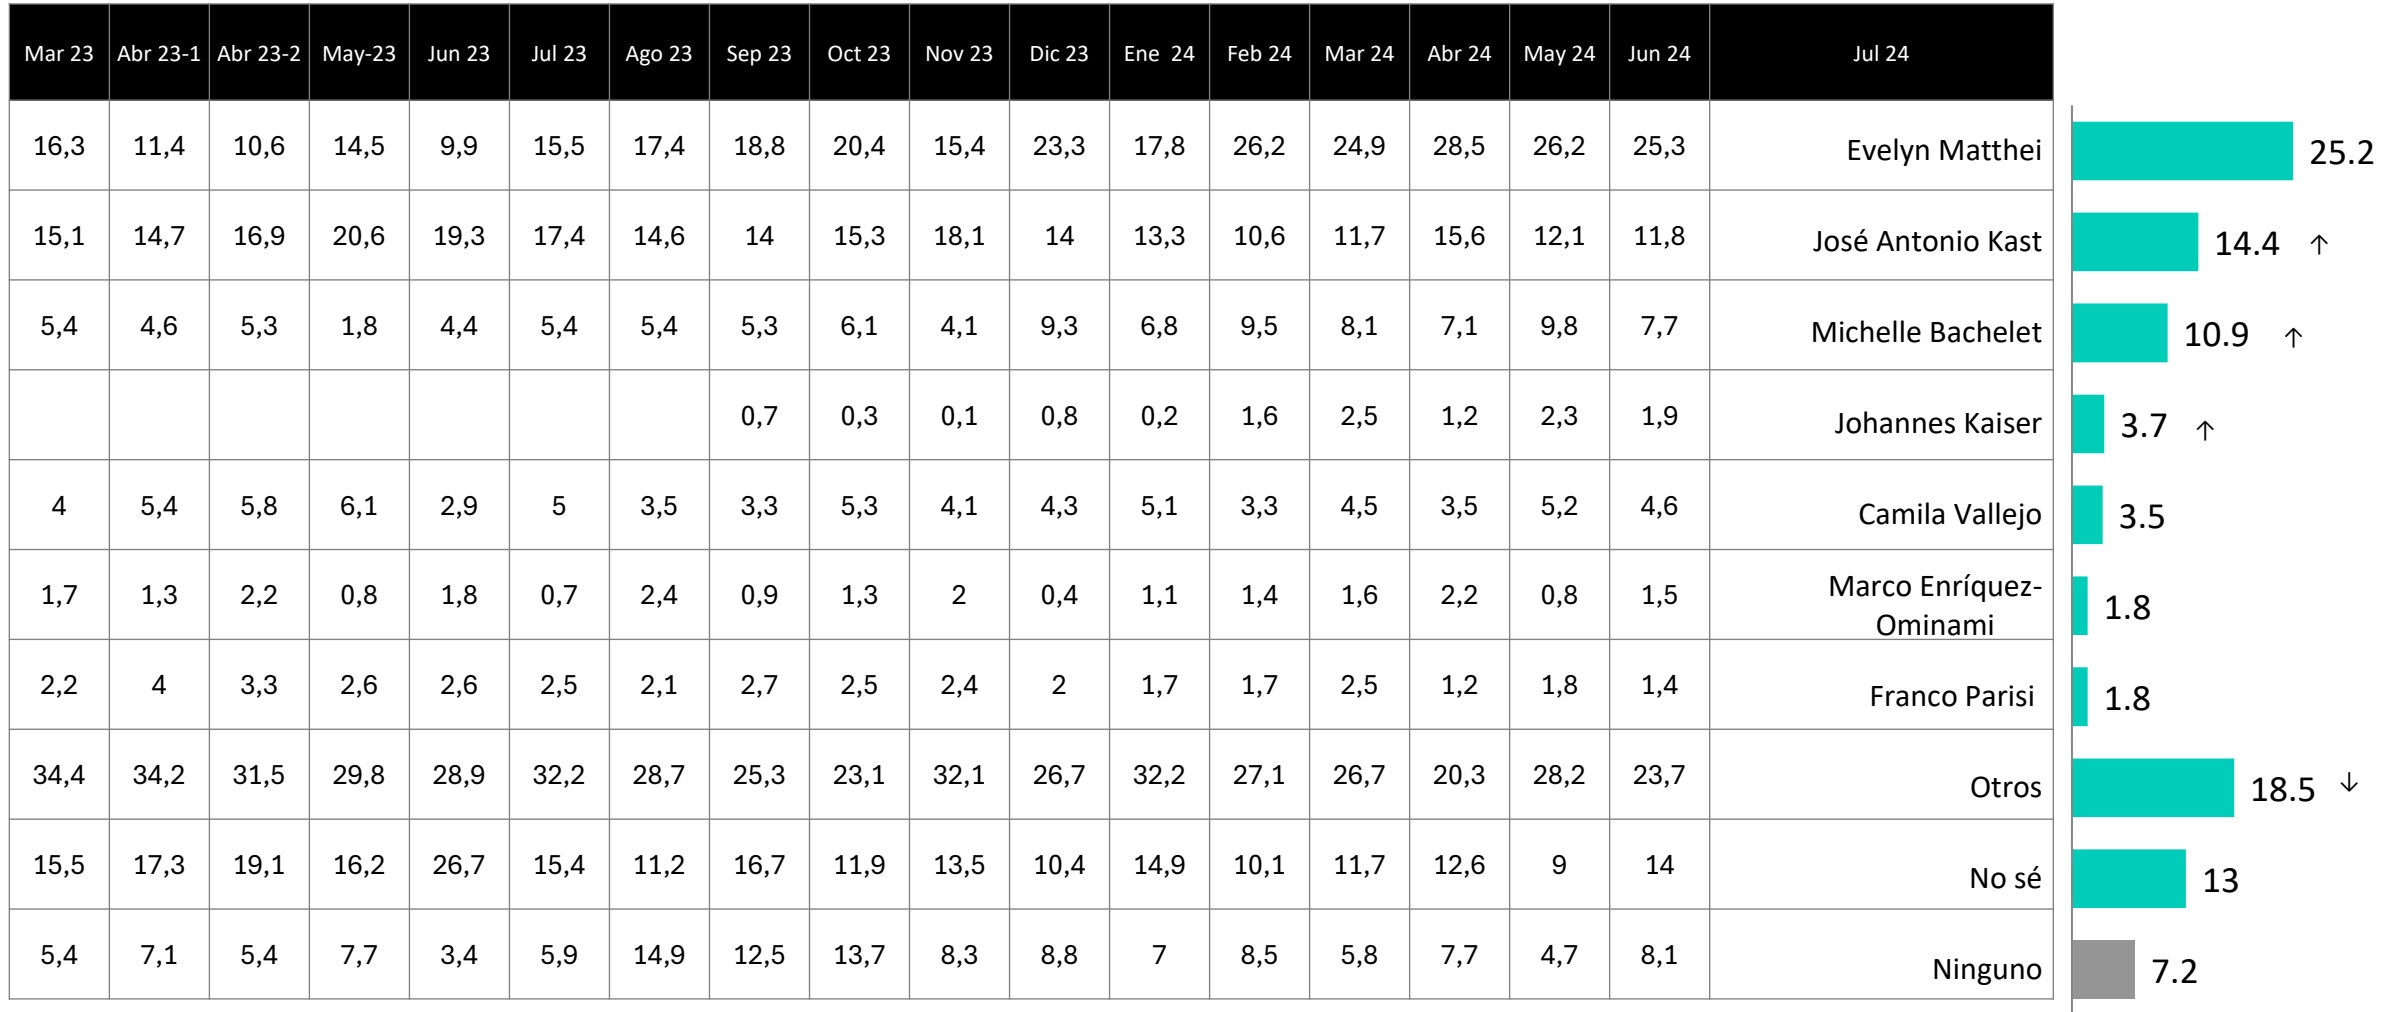 Mar 23 Abr 23-1 Abr 23-2 May-23 Jun 23 Jul 23 Ago 23 Sep 23 Oct 23 Nov 23 Dic 23 Ene 24 Feb 24 Mar 24 Abr 24 May 24 Jun 24 Jul 24
16,3 11,4 10,6 14,5 9,9 15,5 17,4 18,8 20,4 15,4 23,3 17,8 26,2 24,9 28,5 26,2 25,3 Evelyn Matthei 25.2
15,1 14,7 16,9 20,6 19,3 17,4 14,6 14 15,3 18,1 14 13,3 10,6 11,7 15,6 12,1 11,8 José Antonio Kast 14.4 ↑
5,4 4,6 5,3 1,8 4,4 5,4 5,4 5,3 6,1 4,1 9,3 6,8 9,5 8,1 7,1 9,8 7,7 Michelle Bachelet 10.9 ↑
0,7 0,3 0,1 0,8 0,2 1,6 2,5 1,2 2,3 1,9 Johannes Kaiser 3.7 ↑
4 5,4 5,8 6,1 2,9 5 3,5 3,3 5,3 4,1 4,3 5,1 3,3 4,5 3,5 5,2 4,6 Camila Vallejo 3.5
1,7 1,3 2,2 0,8 1,8 0,7 2,4 0,9 1,3 2 0,4 1,1 1,4 1,6 2,2 0,8 1,5 Marco Enríquez-
Ominami 1.8
2,2 4 3,3 2,6 2,6 2,5 2,1 2,7 2,5 2,4 2 1,7 1,7 2,5 1,2 1,8 1,4 Franco Parisi 1.8
34,4 34,2 31,5 29,8 28,9 32,2 28,7 25,3 23,1 32,1 26,7 32,2 27,1 26,7 20,3 28,2 23,7 Otros 18.5 ↓
15,5 17,3 19,1 16,2 26,7 15,4 11,2 16,7 11,9 13,5 10,4 14,9 10,1 11,7 12,6 9 14 No sé 13
5,4 7,1 5,4 7,7 3,4 5,9 14,9 12,5 13,7 8,3 8,8 7 8,5 5,8 7,7 4,7 8,1 Ninguno 7.2